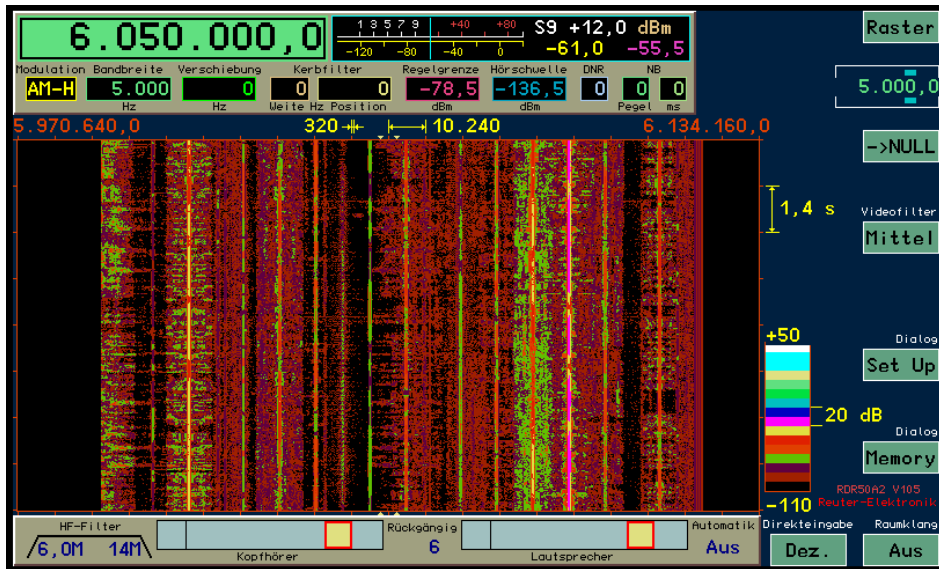 6.050.000,0
1 3 5 7 9 +40 +80 S9 +12,0 dBm
-120 -80 -40 0 -61,0 -55,5
Modulation Bandbreite Verschiebung Kerbfilter Regelgrenze Hörschwelle DNR NB
AM-H 5.000 0 0 0 -78,5 -136,5 0 0 0
Hz Hz Weite Hz Position dBm dBm Pegel ms
Raster
5.000,0
->NULL
5.970.640,0 320 10.240 6.134.160,0
1,4 s
Videofilter
Mittel
+50
Dialog
Set Up
20 dB
Dialog
Memory
RDR50A2 V105
-110 Reuter-Elektronik
HF-Filter Rückgängig Automatik Direkteingabe Raumklang
6,0M 14M 6 Aus Dez. Aus
Kopfhörer Lautsprecher